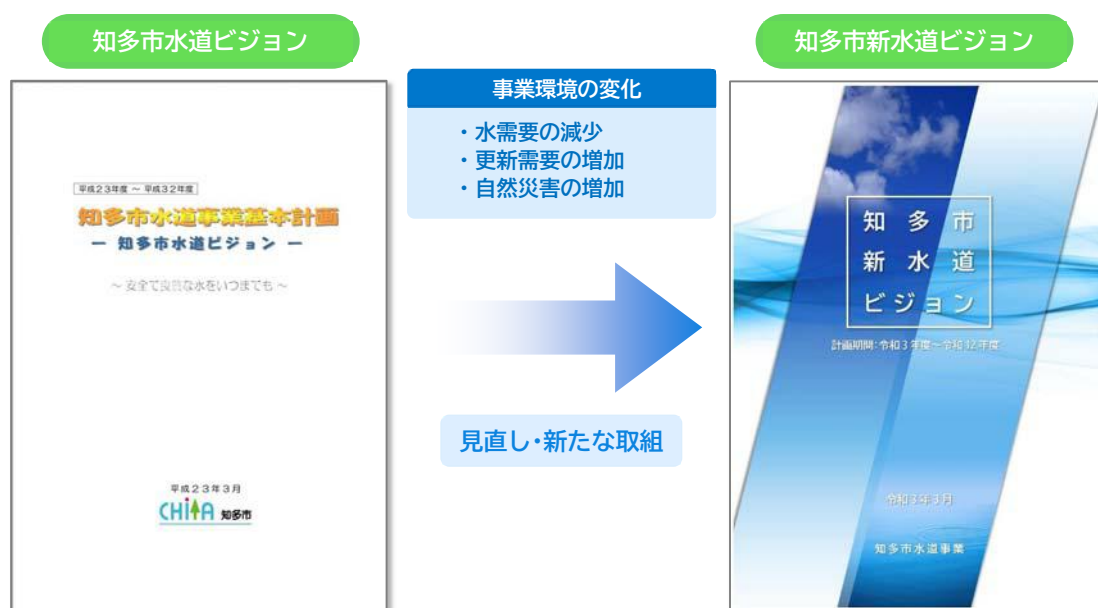 知多市水道ビジョン
平成23年度 ～ 平成32年度
知多市水道事業基本計画
－ 知多市水道ビジョン －
～ 安全で良質な水をいつまでも ～
平成23年3月
CHITA 知多市
事業環境の変化
・水需要の減少
・更新需要の増加
・自然災害の増加
見直し・新たな取組
知多市新水道ビジョン
知多市
新水道
ビジョン
計画期間：令和3年度～令和12年度
令和3年3月
知多市水道事業